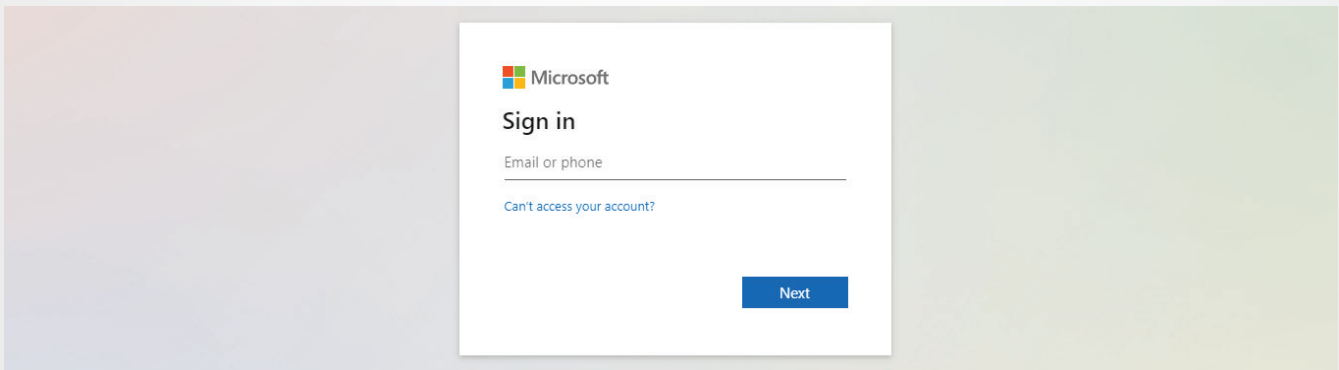 Microsoft
Sign in
Email or phone
Can't access your account?
Next